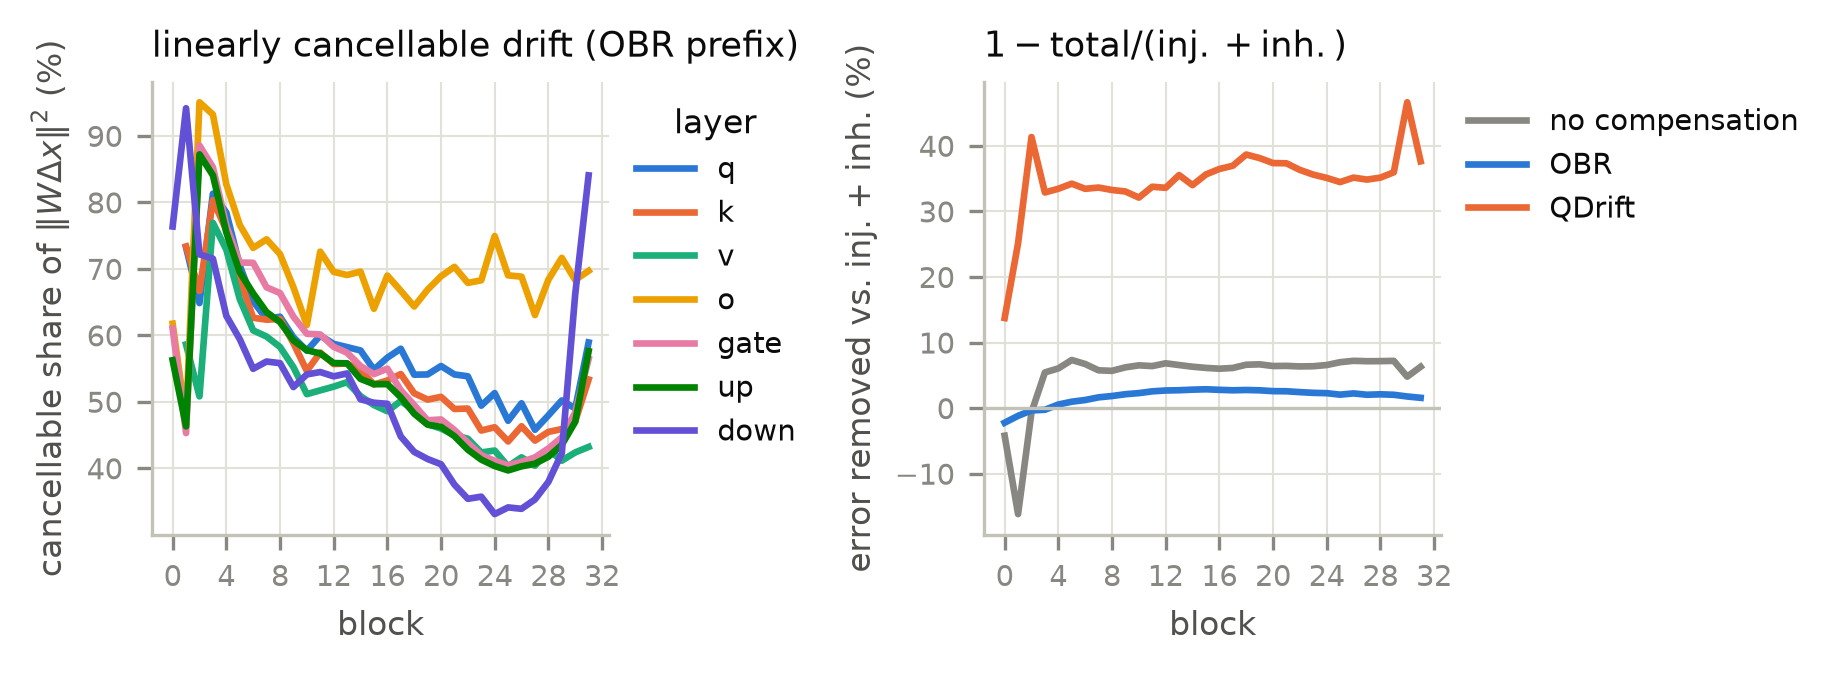 linearly cancellable drift (OBR prefix)
cancellable share of ‖WΔx‖² (%)
90
80
70
60
50
40
0 4 8 12 16 20 24 28 32
block
layer
q
k
v
o
gate
up
down
1 − total/(inj. + inh. )
error removed vs. inj. + inh. (%)
40
30
20
10
0
−10
0 4 8 12 16 20 24 28 32
block
no compensation
OBR
QDrift